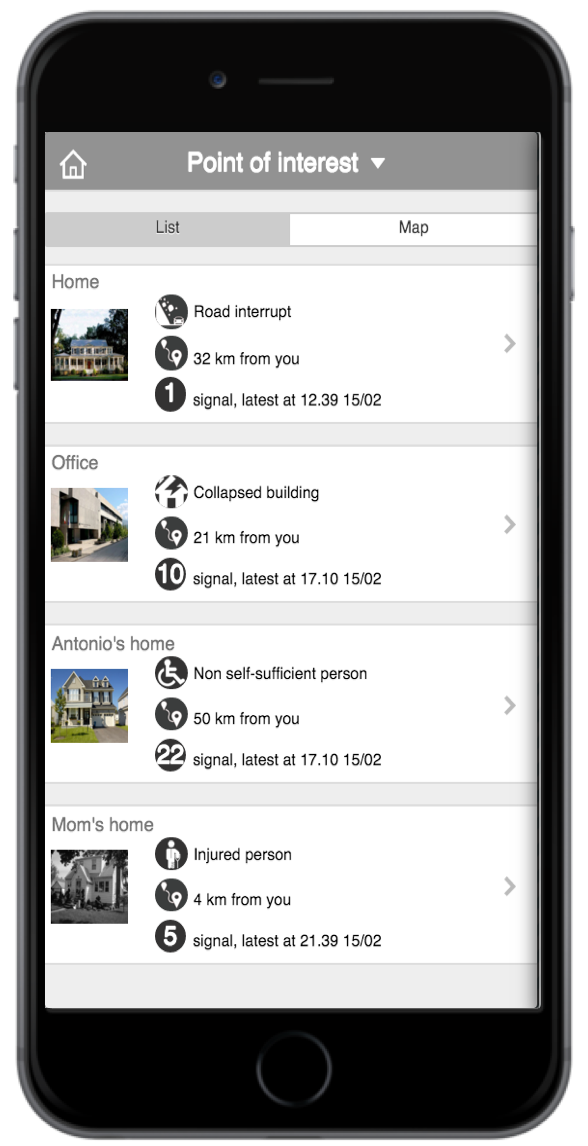 Point of interest
List
Map
Home
Road interrupt
32 km from you
1 signal, latest at 12.39 15/02
Office
Collapsed building
21 km from you
10 signal, latest at 17.10 15/02
Antonio's home
Non self-sufficient person
50 km from you
22 signal, latest at 17.10 15/02
Mom's home
Injured person
4 km from you
5 signal, latest at 21.39 15/02